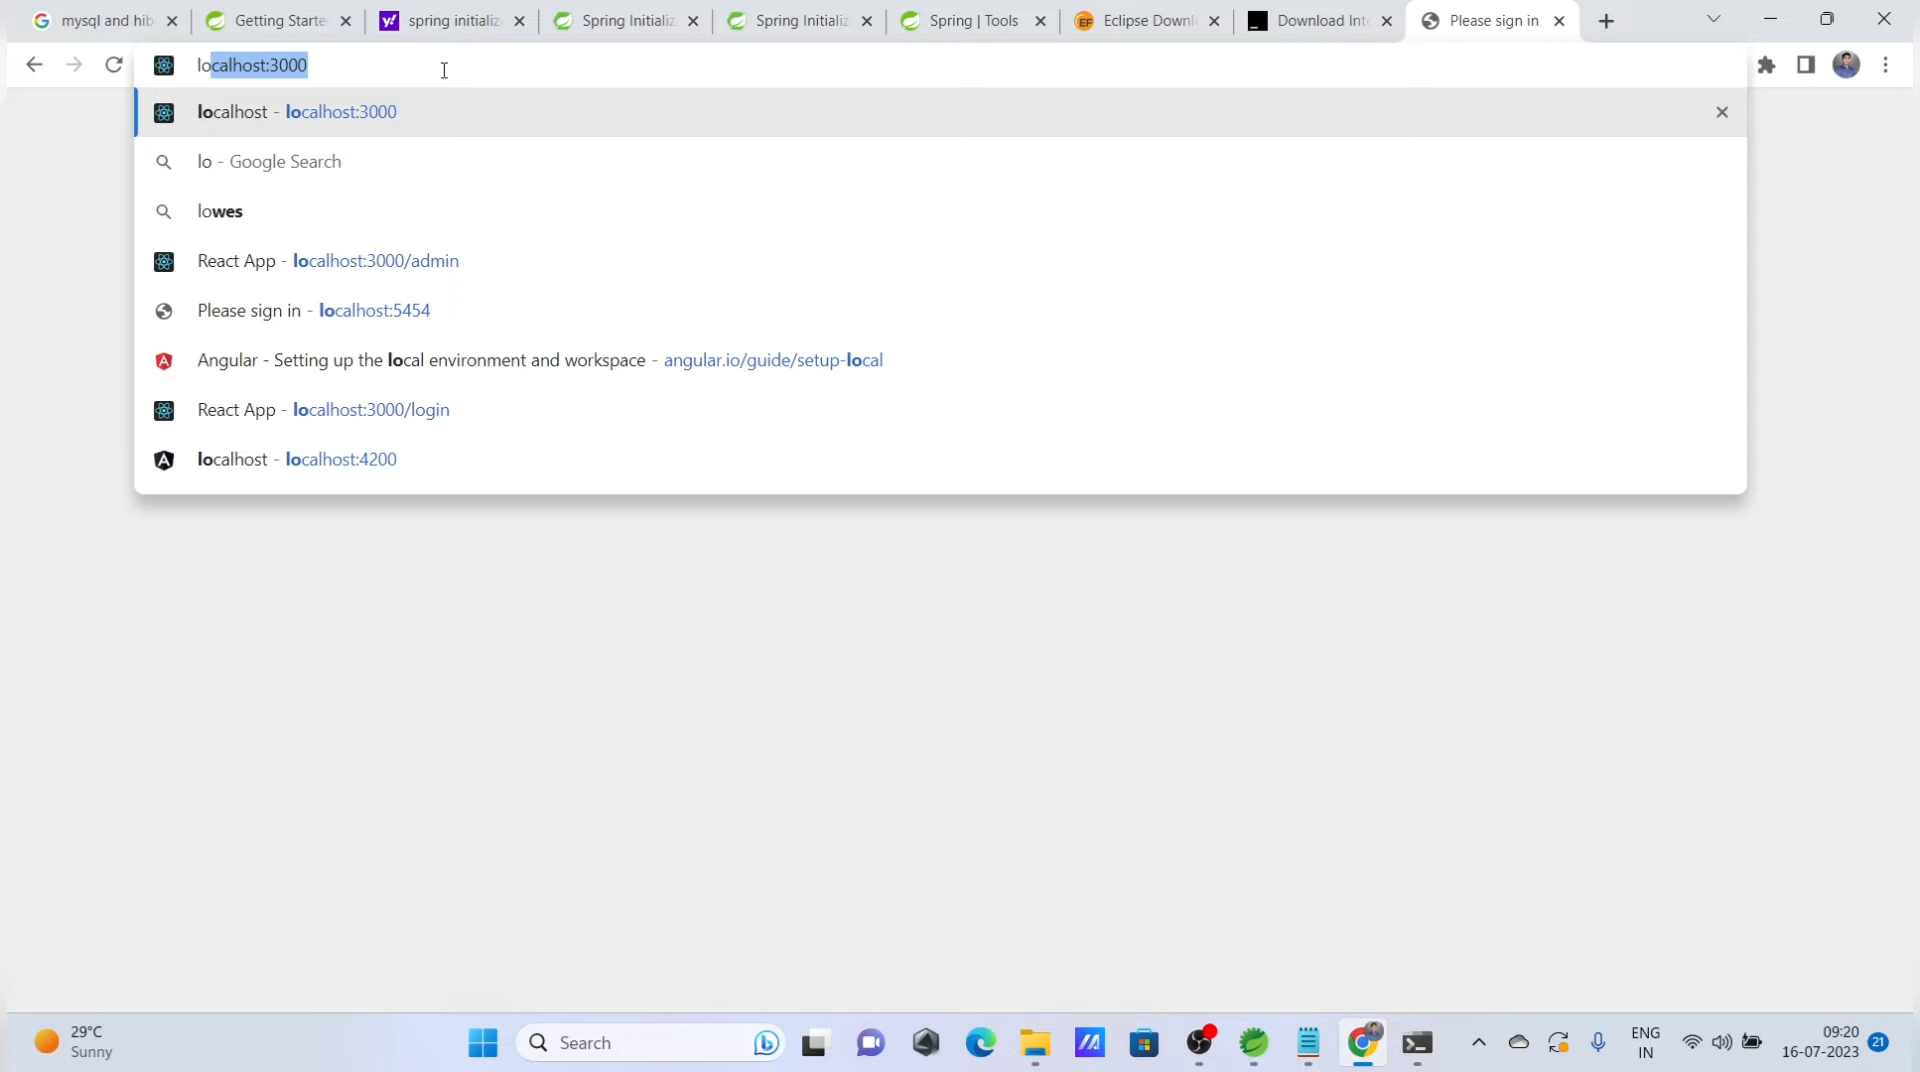 mysql and hib
Getting Starte
spring initializ
Spring Initializ
Spring Initializ
Spring | Tools
Eclipse Downl
Download Inte
Please sign in
localhost:3000
localhost - localhost:3000
lo - Google Search
lowes
React App - localhost:3000/admin
Please sign in - localhost:5454
Angular - Setting up the local environment and workspace - angular.io/guide/setup-local
React App - localhost:3000/login
localhost - localhost:4200
29°C
Sunny
Search
ENG
IN
09:20
16-07-2023
21